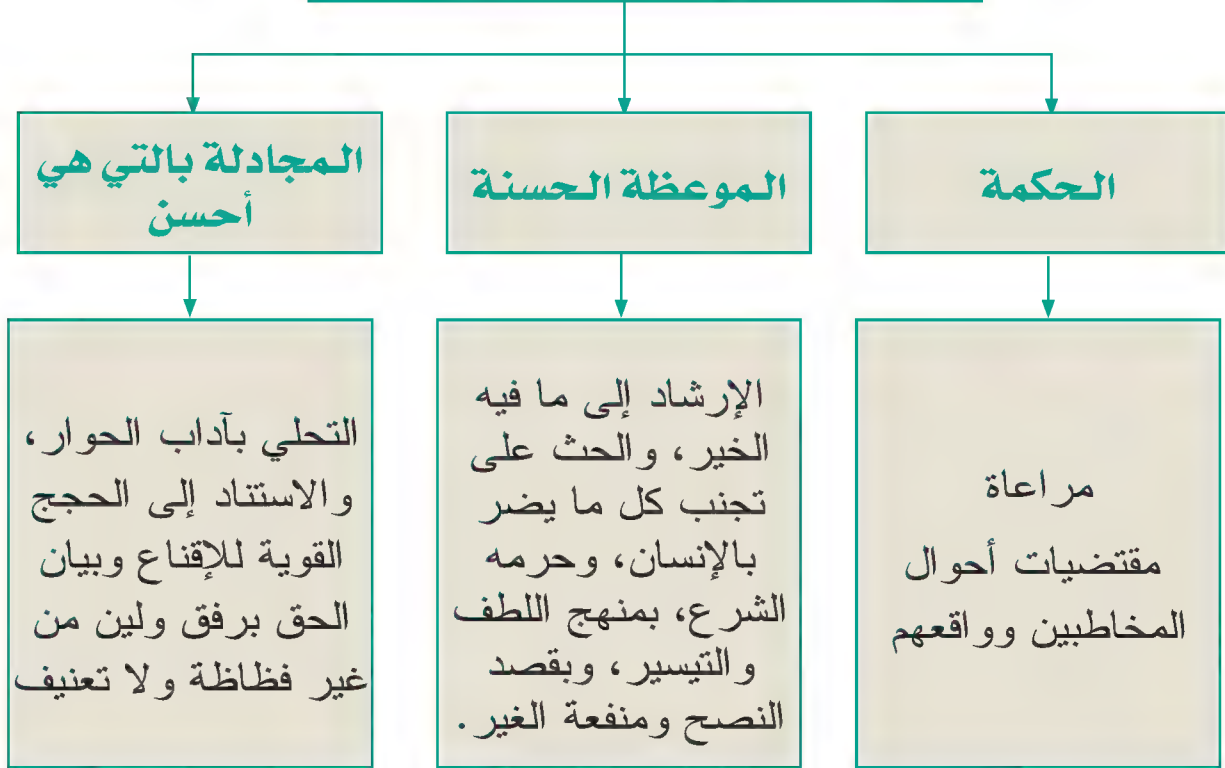 الحكمة
الموعظة الحسنة
المجادلة بالتي هي
أحسن
مراعاة
مقتضيات أحوال
المخاطبين وواقعهم
الإرشاد إلى ما فيه
الخير، والحث على
تجنب كل ما يضر
بالإنسان، وحرمه
الشرع، بمنهج اللطف
والتيسير، وبقصد
النصح ومنفعة الغير.
التحلي بآداب الحوار،
والاستناد إلى الحجج
القوية للإقناع وبيان
الحق برفق ولين من
غير فظاظة ولا تعنيف